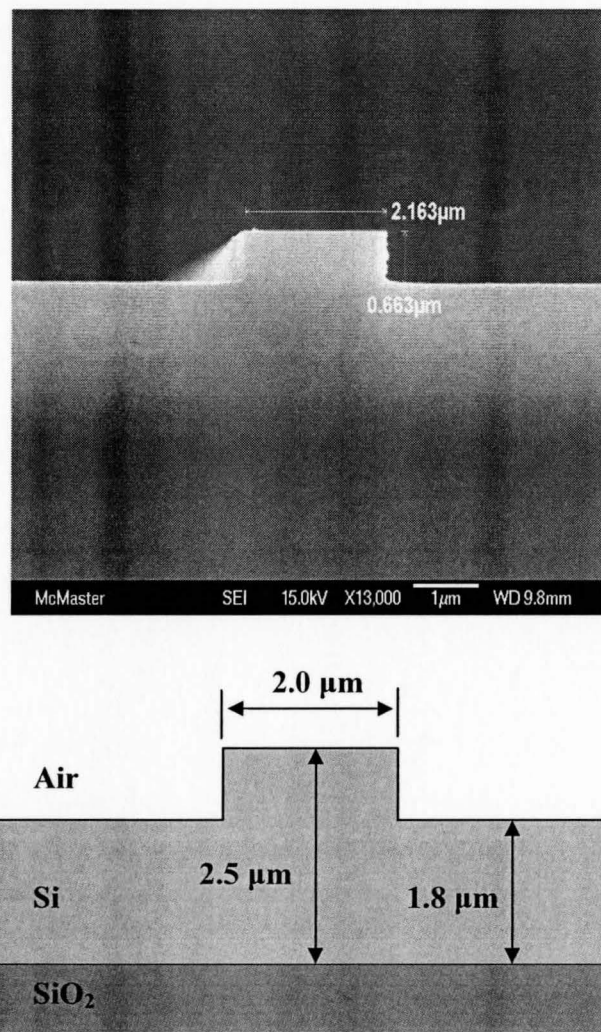 2.163µm
0.663µm
McMaster SEI 15.0kV X13,000 1µm WD 9.8mm
2.0 µm
Air
2.5 µm
1.8 µm
Si
SiO₂